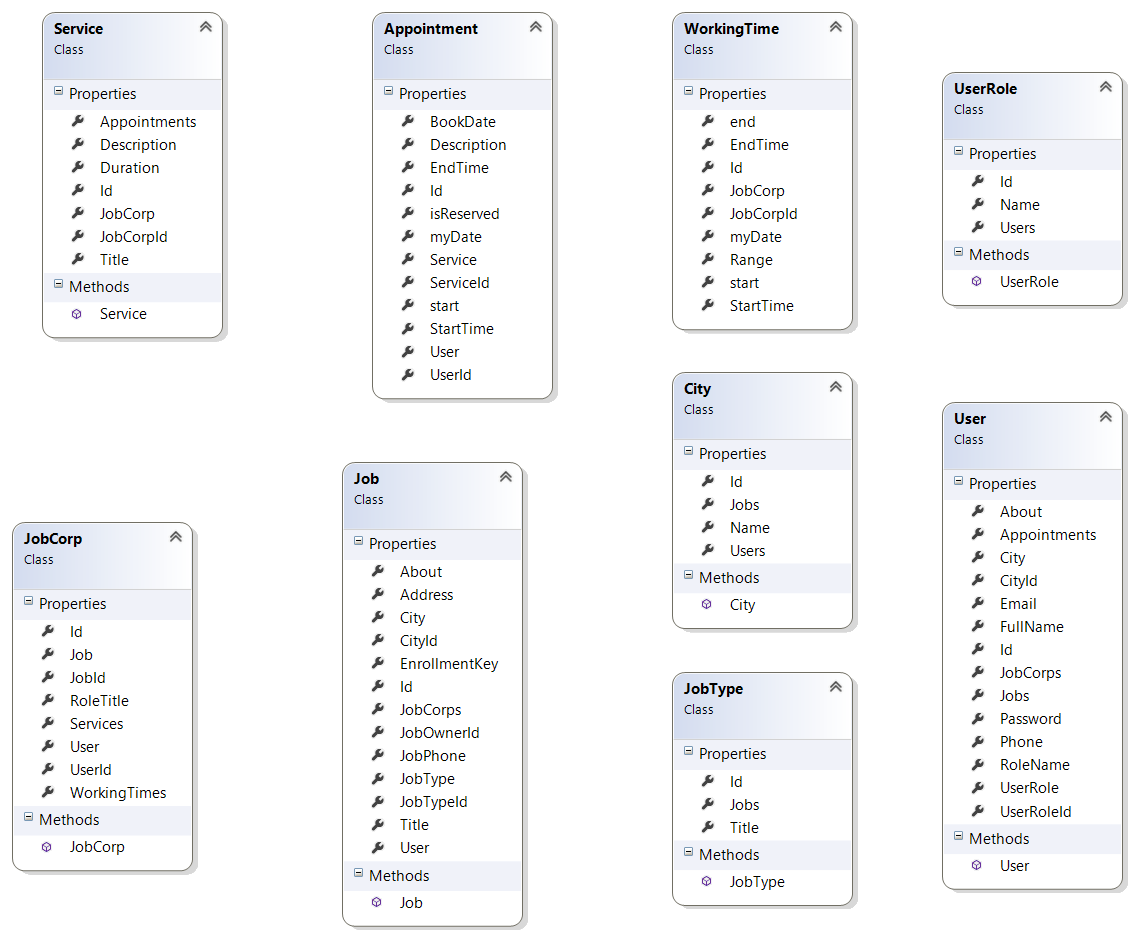 Service
Class
Properties
Appointments
Description
Duration
Id
JobCorp
JobCorpId
Title
Methods
Service
Appointment
Class
Properties
BookDate
Description
EndTime
Id
isReserved
myDate
Service
ServiceId
start
StartTime
User
UserId
WorkingTime
Class
Properties
end
EndTime
Id
JobCorp
JobCorpId
myDate
Range
start
StartTime
UserRole
Class
Properties
Id
Name
Users
Methods
UserRole
JobCorp
Class
Properties
Id
Job
JobId
RoleTitle
Services
User
UserId
WorkingTimes
Methods
JobCorp
Job
Class
Properties
About
Address
City
CityId
EnrollmentKey
Id
JobCorps
JobOwnerId
JobPhone
JobType
JobTypeId
Title
User
Methods
Job
City
Class
Properties
Id
Jobs
Name
Users
Methods
City
JobType
Class
Properties
Id
Jobs
Title
Methods
JobType
User
Class
Properties
About
Appointments
City
CityId
Email
FullName
Id
JobCorps
Jobs
Password
Phone
RoleName
UserRole
UserRoleId
Methods
User